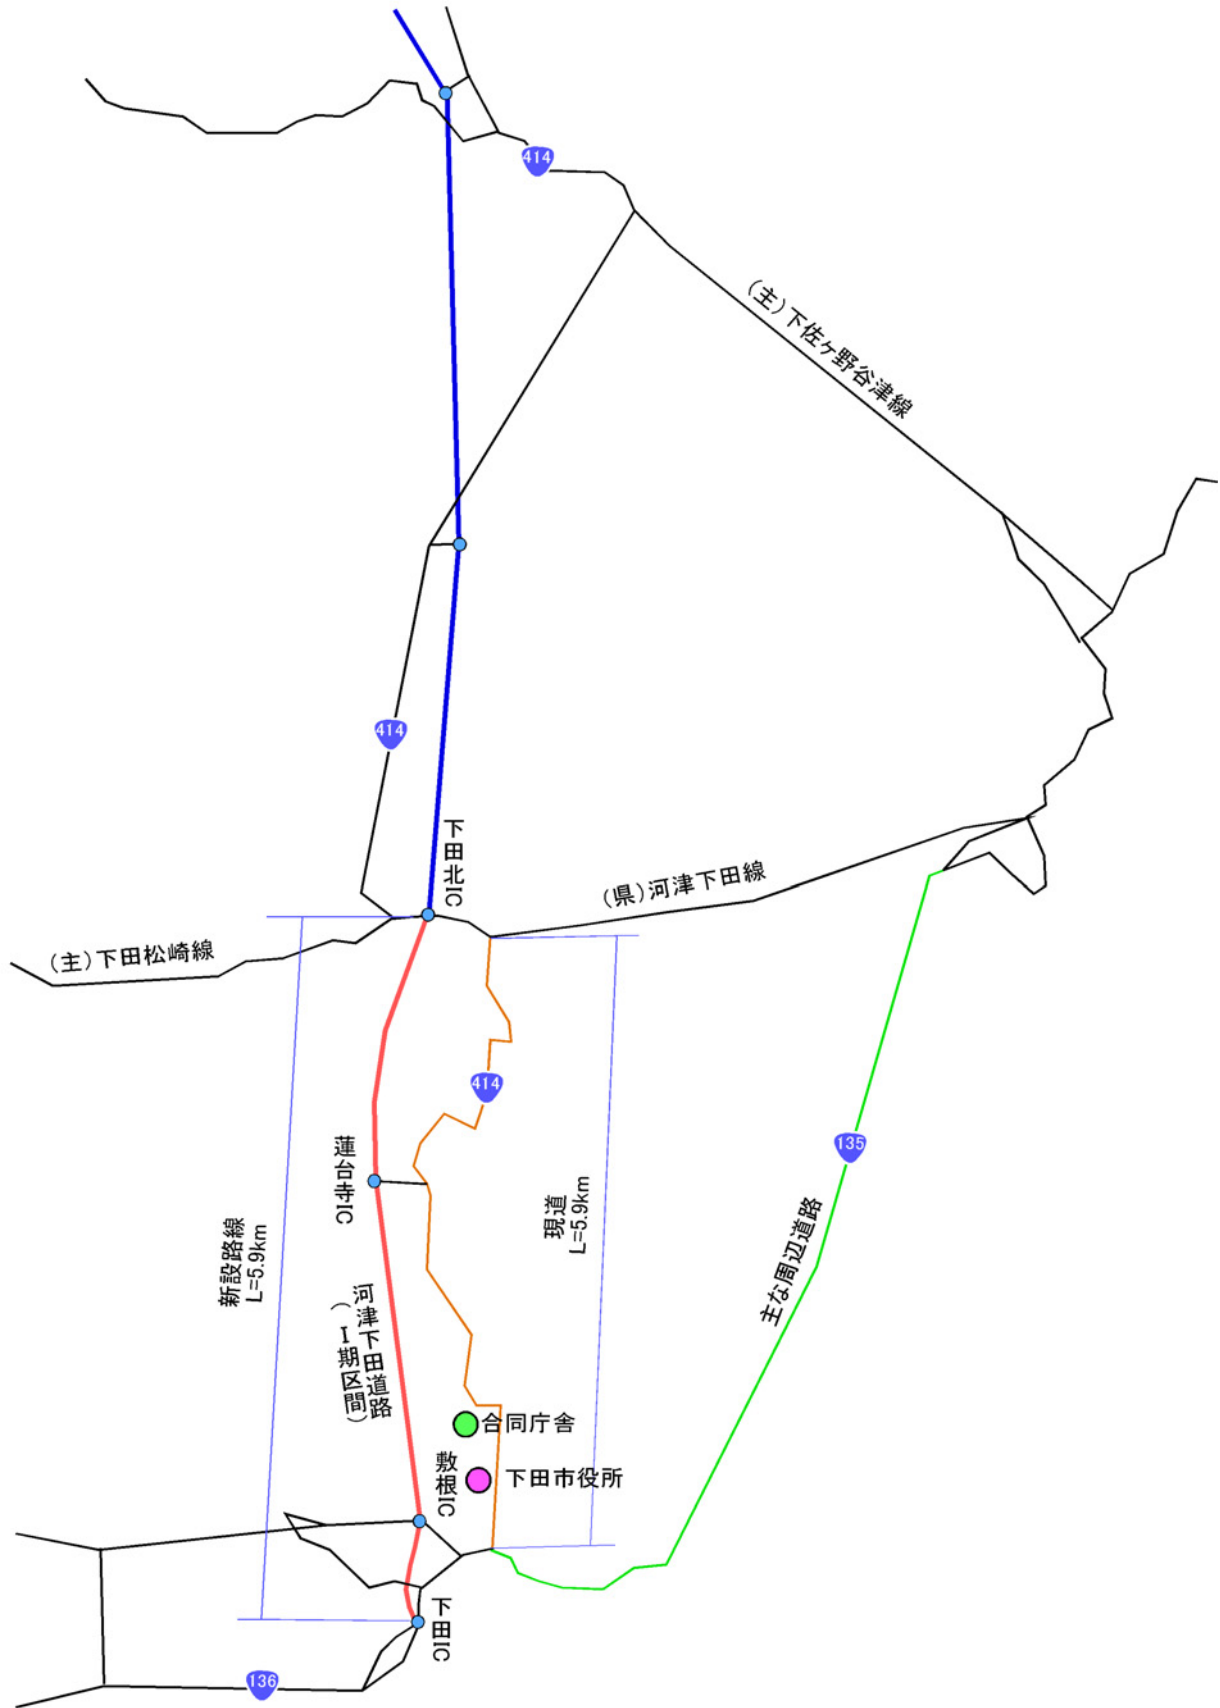 414
(主)下佐ヶ野谷津線
414
下田北IC
(県)河津下田線
(主)下田松崎線
414
135
蓮台寺IC
現道
L=5.9km
新設路線
L=5.9km
主な周辺道路
河津下田道路
(Ⅰ期区間)
合同庁舎
敷根IC
下田市役所
下田IC
136